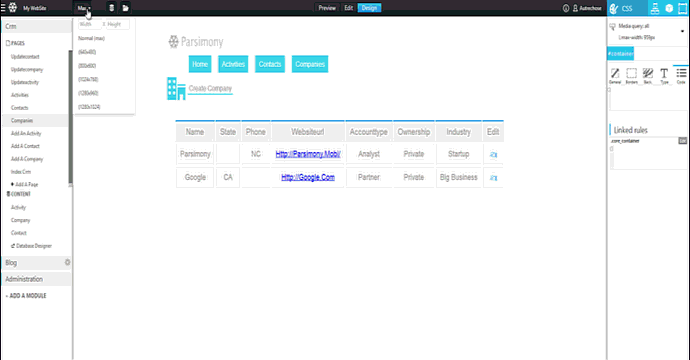 My WebSite
Max
Preview Edit Design
Autrechose
CSS
Crm
PAGES
Updatecontact
Updatecompany
Updateactivity
Activities
Contacts
Companies
Add An Activity
Add A Contact
Add A Company
Index Crm
Add A Page
CONTENT
Activity
Company
Contact
Database Designer
Blog
Administration
+ ADD A MODULE
Width X Height
Normal (max)
(640x480)
(800x600)
(1024x768)
(1280x960)
(1280x1024)
Parsimony
Home Activities Contacts Companies
Create Company
Name State Phone Websiteurl Accounttype Ownership Industry Edit
Parsimony NC Http://Parsimony.Mobi/ Analyst Private Startup
Google CA Http://Google.Com Partner Private Big Business
Media query: all
#container
General Borders Back. Type Code
Linked rules
.core_container